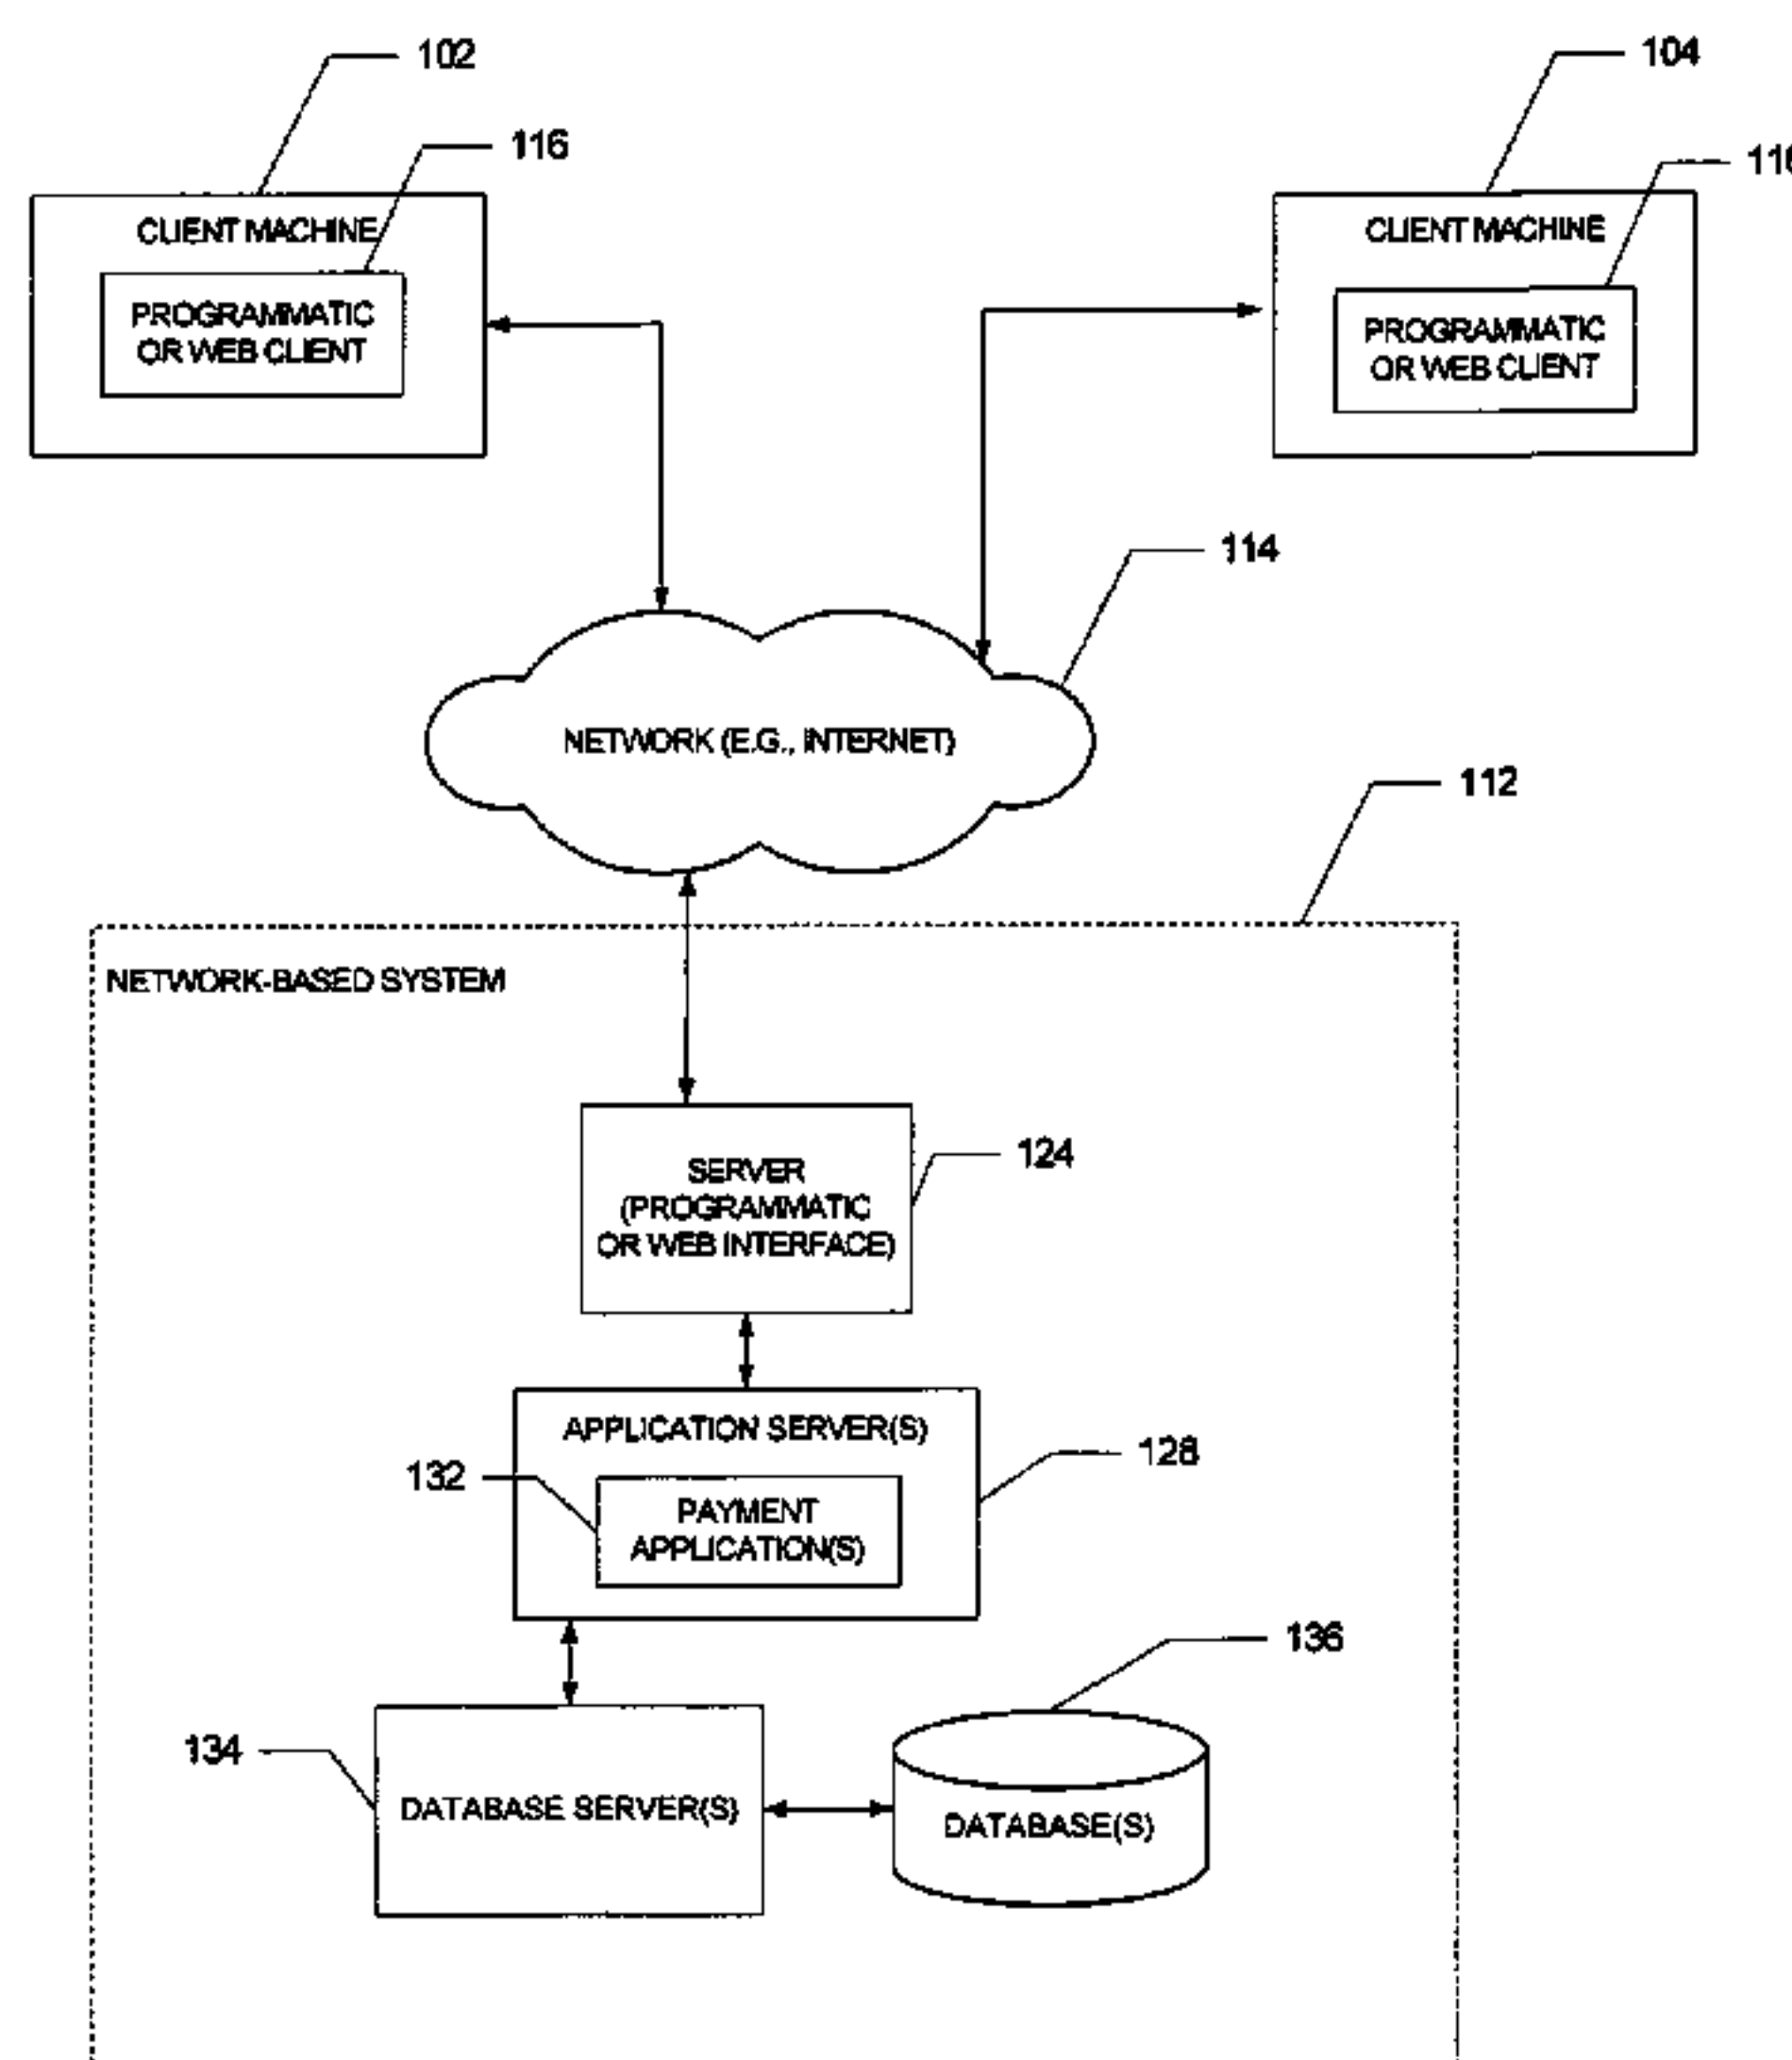 102
104
116
116
CLIENT MACHINE
PROGRAMMATIC
OR WEB CLIENT
CLIENT MACHINE
PROGRAMMATIC
OR WEB CLIENT
114
NETWORK (E.G., INTERNET)
112
NETWORK-BASED SYSTEM
SERVER
(PROGRAMMATIC
OR WEB INTERFACE)
124
APPLICATION SERVER(S)
128
132
PAYMENT
APPLICATION(S)
136
134
DATABASE SERVER(S)
DATABASE(S)